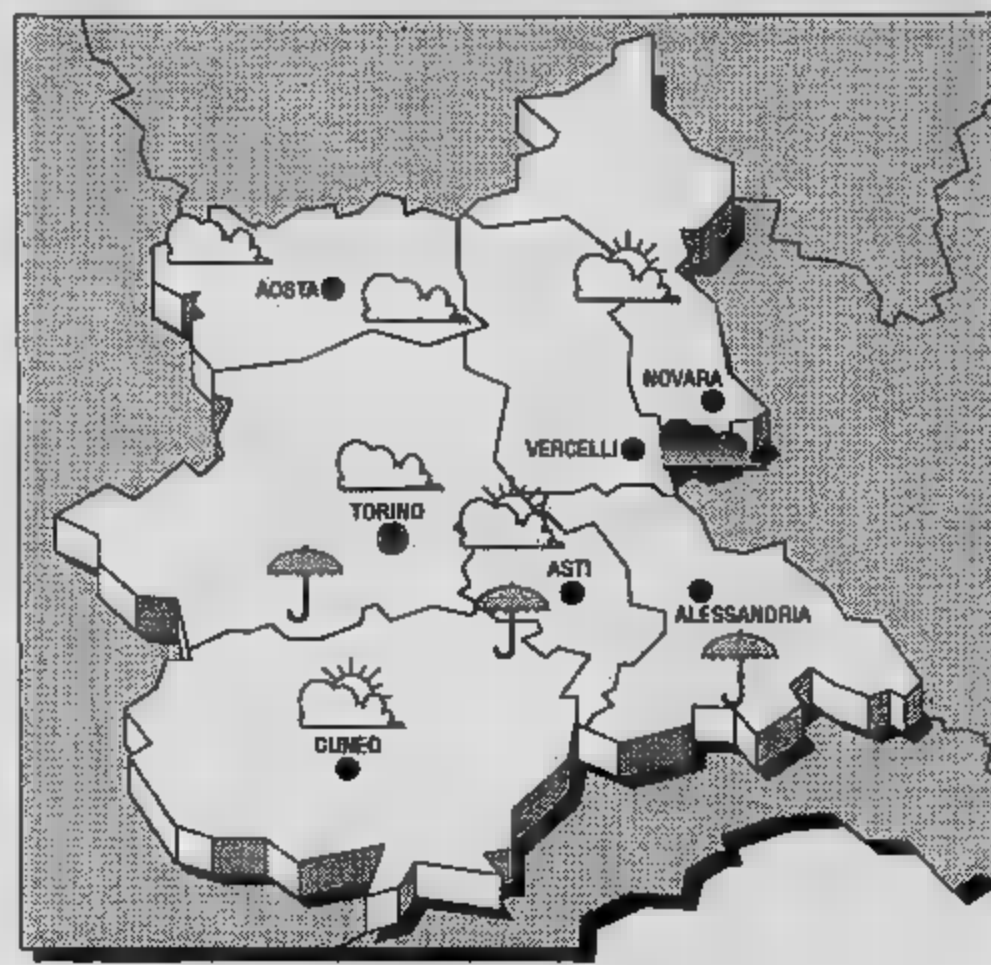 AOSTA
NOVARA
VERCELLI
TORINO
ASTI
ALESSANDRIA
CUNEO